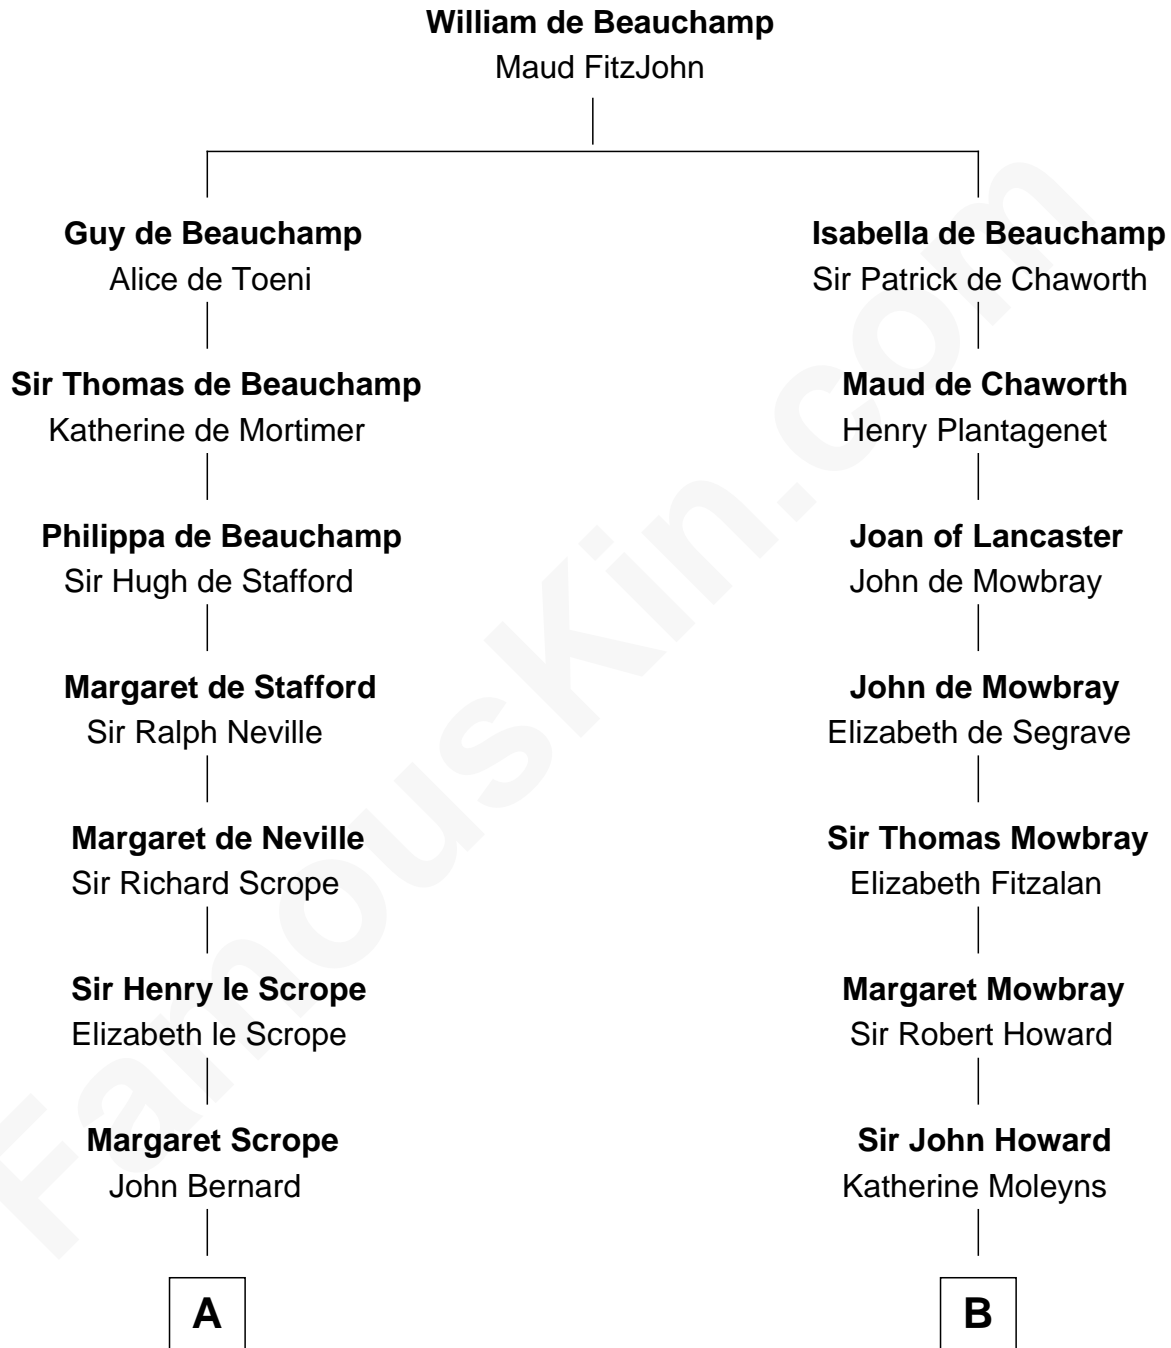 William de Beauchamp
Maud FitzJohn
Guy de Beauchamp
Alice de Toeni
Sir Thomas de Beauchamp
Katherine de Mortimer
Philippa de Beauchamp
Sir Hugh de Stafford
Margaret de Stafford
Sir Ralph Neville
Margaret de Neville
Sir Richard Scrope
Sir Henry le Scrope
Elizabeth le Scrope
Margaret Scrope
John Bernard
A
Isabella de Beauchamp
Sir Patrick de Chaworth
Maud de Chaworth
Henry Plantagenet
Joan of Lancaster
John de Mowbray
John de Mowbray
Elizabeth de Segrave
Sir Thomas Mowbray
Elizabeth Fitzalan
Margaret Mowbray
Sir Robert Howard
Sir John Howard
Katherine Moleyns
B
FamousKin.com